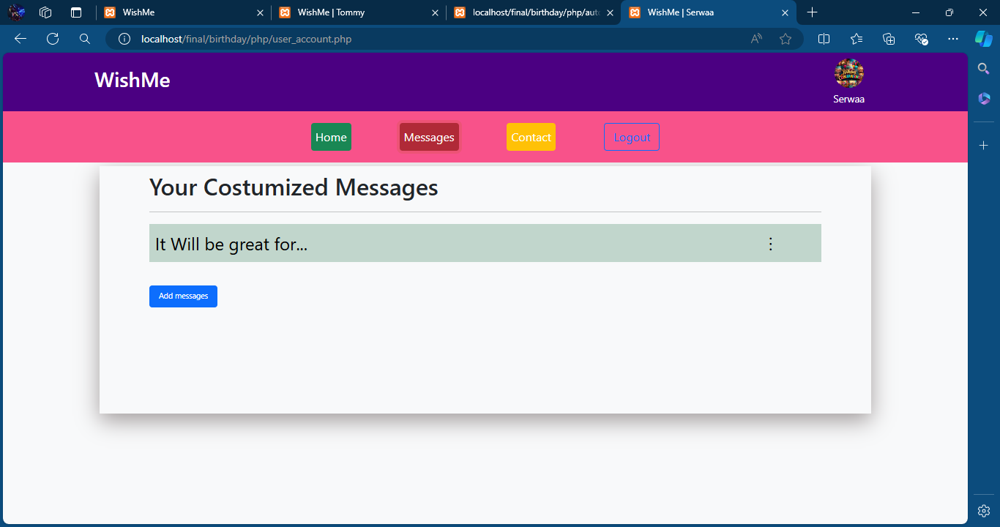 WishMe
WishMe | Tommy
localhost/final/birthday/php/aut
WishMe | Serwaa
localhost/final/birthday/php/user_account.php
WishMe
Serwaa
Home
Messages
Contact
Logout
Your Costumized Messages
It Will be great for...
Add messages